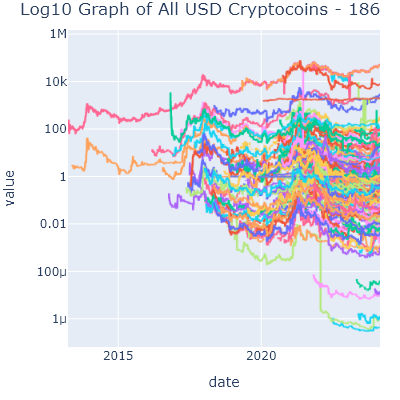 Log10 Graph of All USD Cryptocoins - 186
1M
10k
100
1
0.01
100μ
1μ
value
2015
2020
date